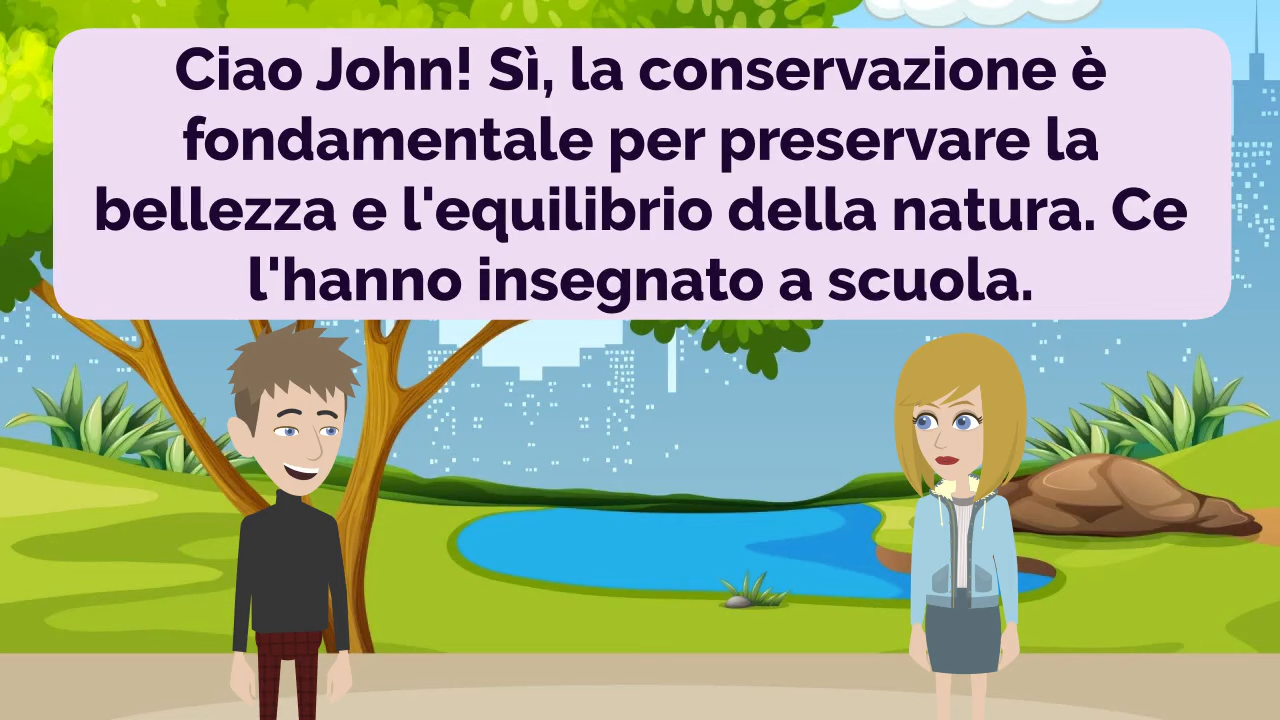 Ciao John! Sì, la conservazione è
fondamentale per preservare la
bellezza e l'equilibrio della natura. Ce
l'hanno insegnato a scuola.